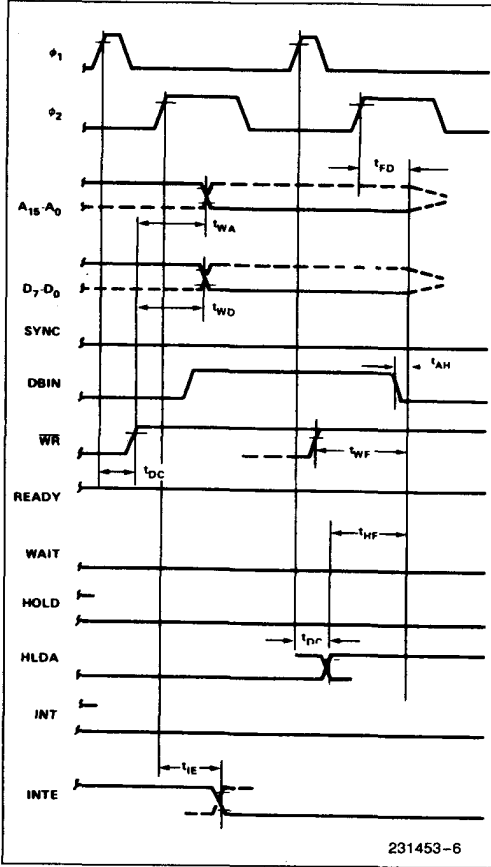 ϕ1
ϕ2
tFD
A15-A0
tWA
D7-D0
tWD
SYNC
tAH
DBIN
WR
tDC
tWF
READY
tHF
WAIT
HOLD
tDC
HLDA
INT
tIE
INTE
231453-6